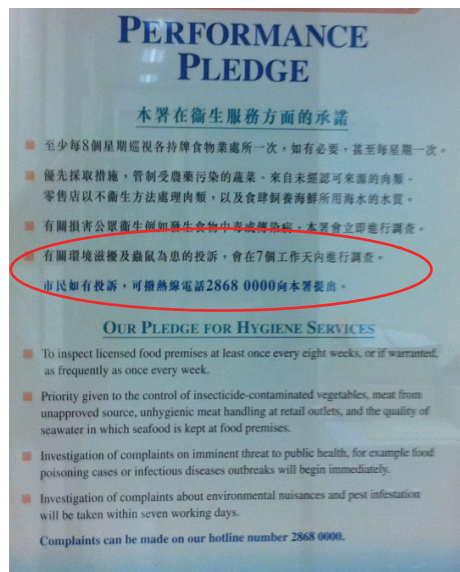 PERFORMANCE
PLEDGE
本署在衞生服務方面的承諾
至少每8個星期巡視各持牌食物業處所一次，如有必要，甚至每星期一次。
優先採取措施，管制受農藥污染的蔬菜、來自未經認可來源的肉類、
零售店以不衞生方法處理肉類，以及食肆飼養海鮮所用海水的水質。
有關損害公眾衞生例如發生食物中毒或傳染病，本署會立即進行調查。
有關環境滋擾及蟲鼠為患的投訴，會在7個工作天內進行調查。
市民如有投訴，可撥熱線電話2868 0000向本署提出。
OUR PLEDGE FOR HYGIENE SERVICES
To inspect licensed food premises at least once every eight weeks, or if warranted,
as frequently as once every week.
Priority given to the control of insecticide-contaminated vegetables, meat from
unapproved source, unhygienic meat handling at retail outlets, and the quality of
seawater in which seafood is kept at food premises.
Investigation of complaints on imminent threat to public health, for example food
poisoning cases or infectious diseases outbreaks will begin immediately.
Investigation of complaints about environmental nuisances and pest infestation
will be taken within seven working days.
Complaints can be made on our hotline number 2868 0000.